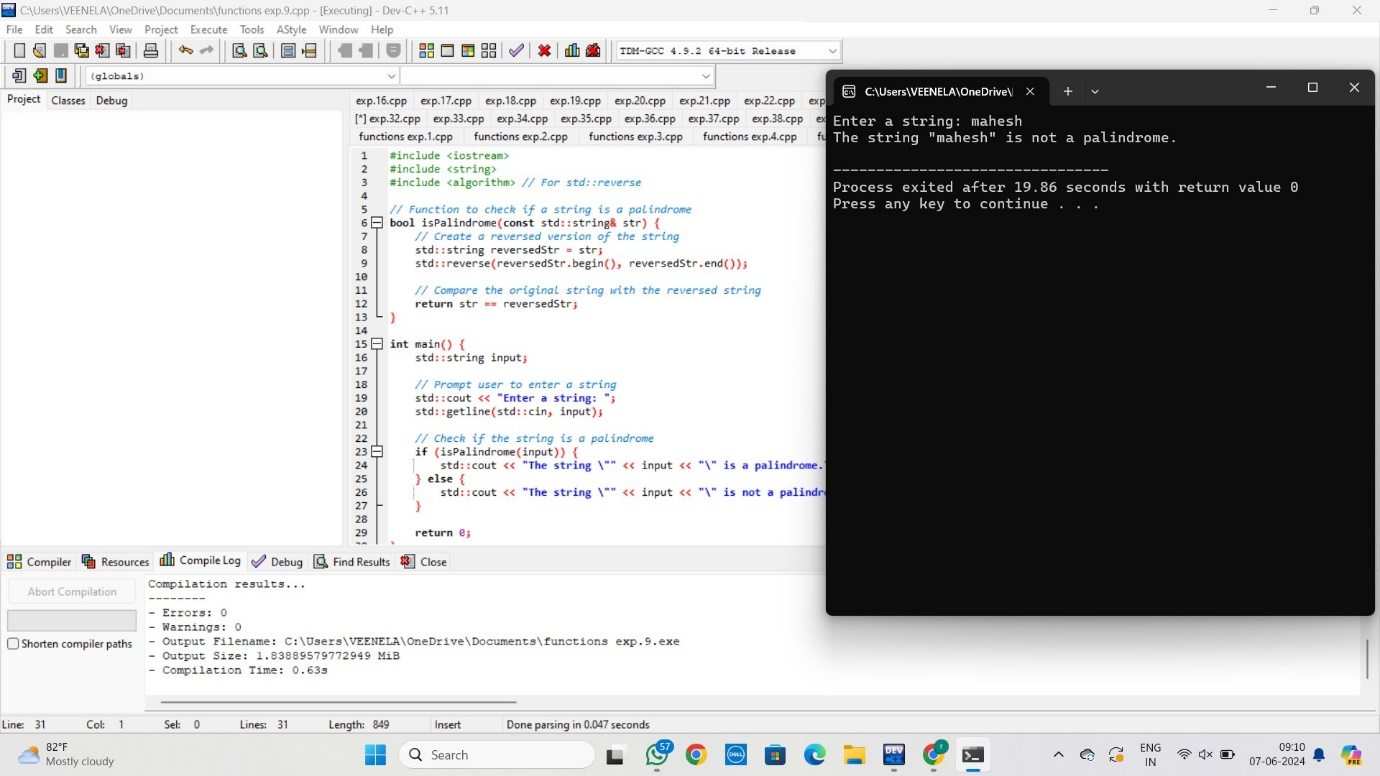 C:\Users\VEENELA\OneDrive\Documents\functions exp.9.cpp - [Executing] - Dev-C++ 5.11
File Edit Search View Project Execute Tools AStyle Window Help
TDM-GCC 4.9.2 64-bit Release
(globals)
Project Classes Debug
exp.16.cpp exp.17.cpp exp.18.cpp exp.19.cpp exp.20.cpp exp.21.cpp exp.22.cpp exp
[*] exp.32.cpp exp.33.cpp exp.34.cpp exp.35.cpp exp.36.cpp exp.37.cpp exp.38.cpp
functions exp.1.cpp functions exp.2.cpp functions exp.3.cpp functions exp.4.cpp fu
1 #include <iostream>
2 #include <string>
3 #include <algorithm> // For std::reverse
4
5 // Function to check if a string is a palindrome
6 bool isPalindrome(const std::string& str) {
7 // Create a reversed version of the string
8 std::string reversedStr = str;
9 std::reverse(reversedStr.begin(), reversedStr.end());
10
11 // Compare the original string with the reversed string
12 return str == reversedStr;
13 }
14
15 int main() {
16 std::string input;
17
18 // Prompt user to enter a string
19 std::cout << "Enter a string: ";
20 std::getline(std::cin, input);
21
22 // Check if the string is a palindrome
23 if (isPalindrome(input)) {
24 std::cout << "The string \"" << input << "\" is a palindrome.
25 } else {
26 std::cout << "The string \"" << input << "\" is not a palindr
27 }
28
29 return 0;
C:\Users\VEENELA\OneDrive\
Enter a string: mahesh
The string "mahesh" is not a palindrome.
--------------------------------
Process exited after 19.86 seconds with return value 0
Press any key to continue . . .
Compiler Resources Compile Log Debug Find Results Close
Abort Compilation
Shorten compiler paths
Compilation results...
--------
- Errors: 0
- Warnings: 0
- Output Filename: C:\Users\VEENELA\OneDrive\Documents\functions exp.9.exe
- Output Size: 1.83889579772949 MiB
- Compilation Time: 0.63s
Line: 31 Col: 1 Sel: 0 Lines: 31 Length: 849 Insert Done parsing in 0.047 seconds
82°F
Mostly cloudy
Search
57
DELL
DEV
ENG
IN
09:10
07-06-2024
PRE